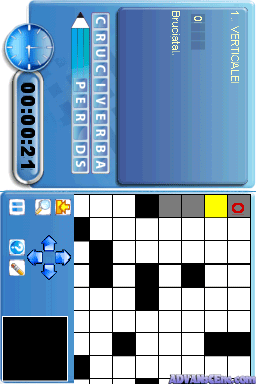 1. VERTICALE!
O
Bruciata!.
CRUCIVERBA
PER DS
00:00:21
O
ADVANSCEne.com